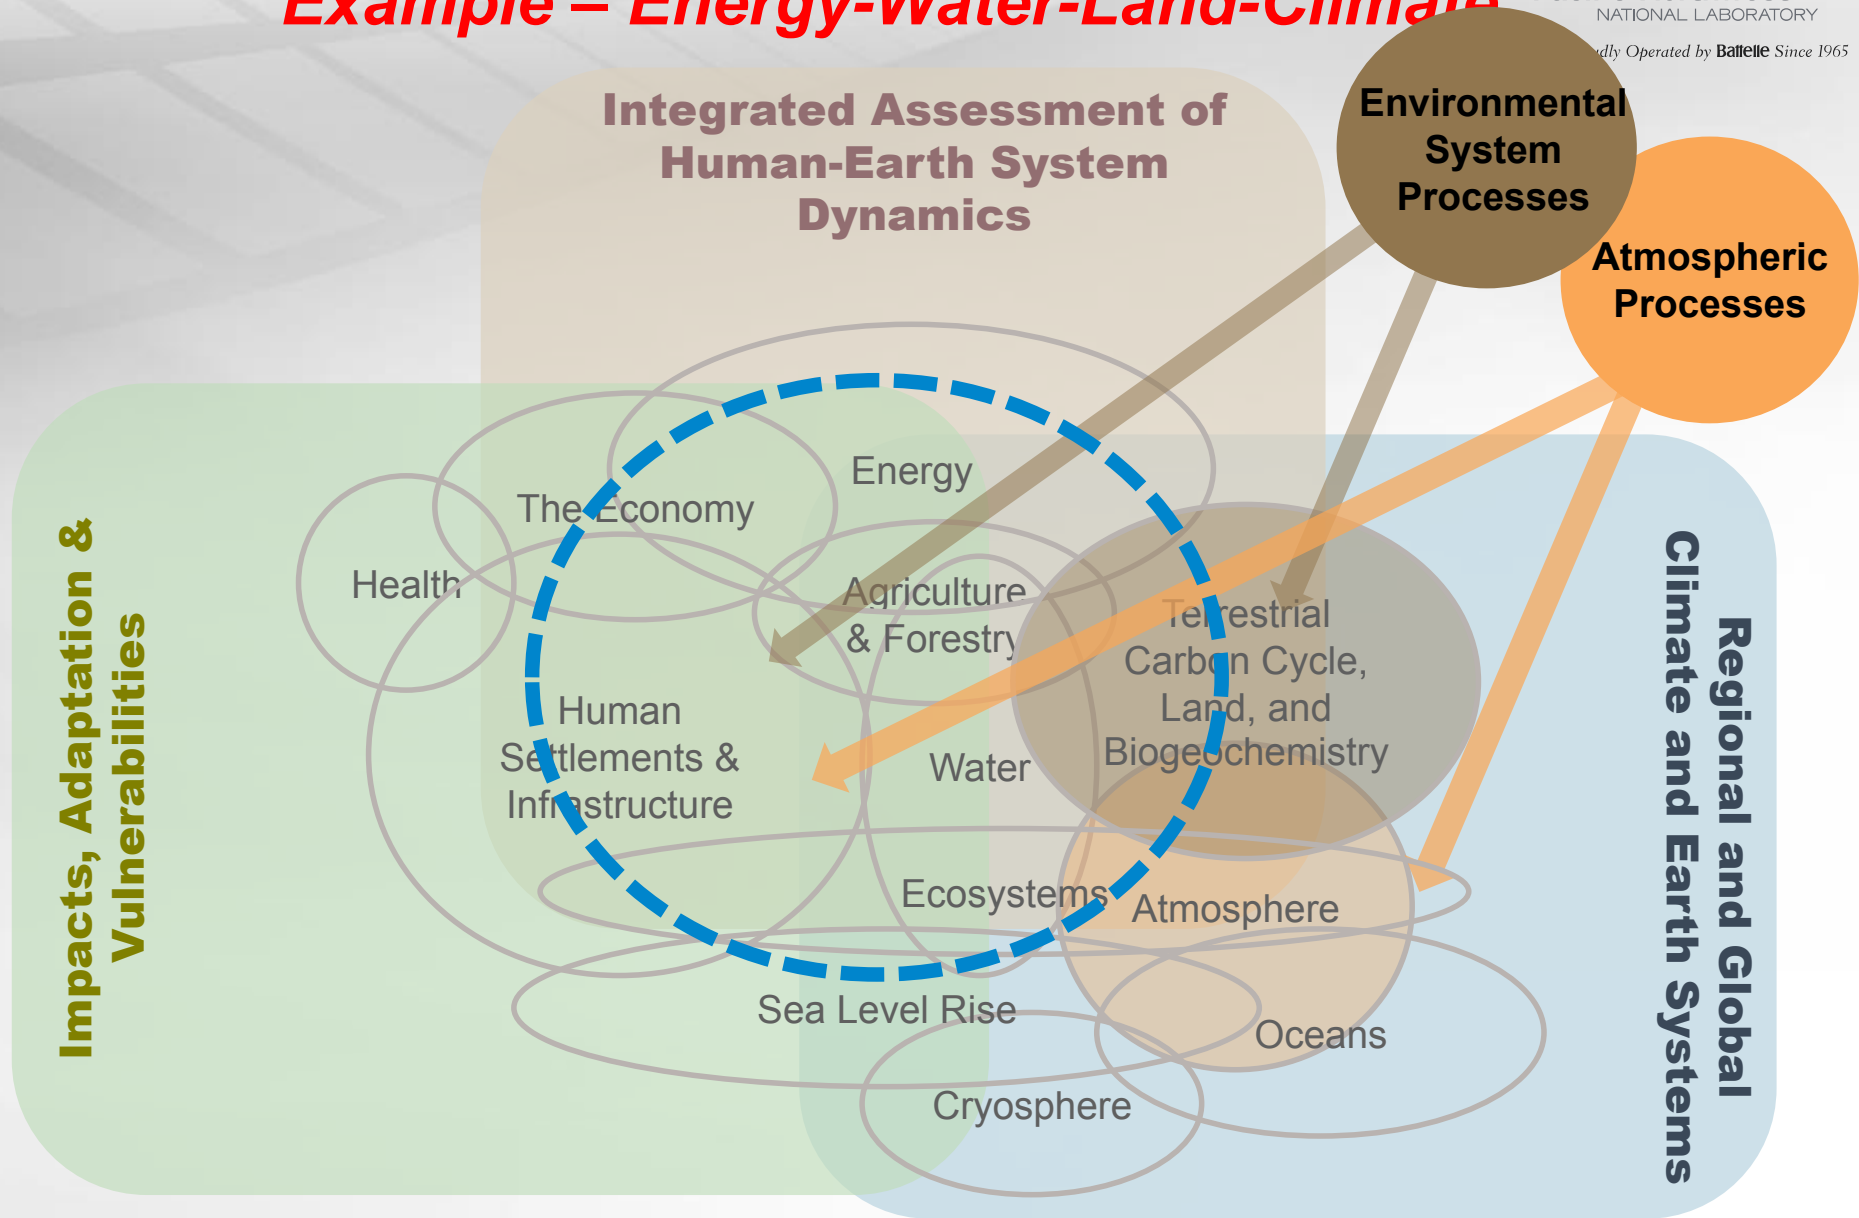 Example – Energy-Water-Land-Climate
NATIONAL LABORATORY
Operated by Battelle Since 1965
Environmental
System
Processes
Atmospheric
Processes
Integrated Assessment of
Human-Earth System
Dynamics
Energy
The Economy
Health
Agriculture
& Forestry
Terrestrial
Carbon Cycle,
Land, and
Biogeochemistry
Human
Settlements &
Infrastructure
Water
Ecosystems
Atmosphere
Sea Level Rise
Oceans
Cryosphere
Impacts, Adaptation &
Vulnerabilities
Regional and Global
Climate and Earth Systems